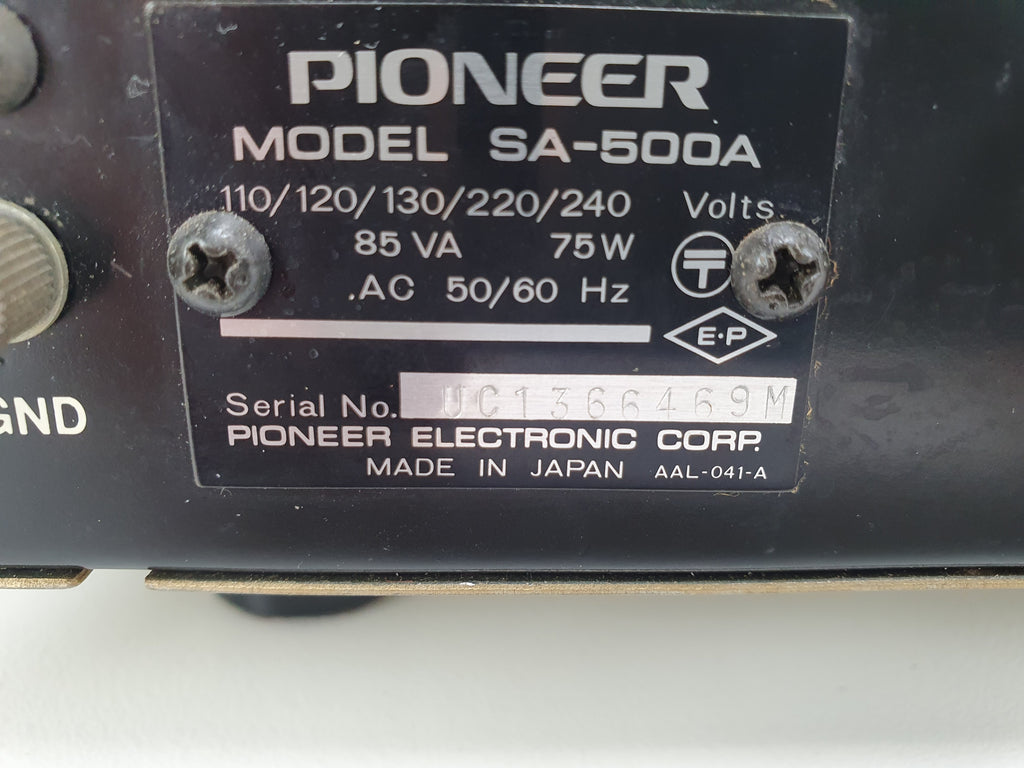 PIONEER
MODEL SA-500A
110/120/130/220/240 Volts.
85 VA 75 W
.AC 50/60 Hz
E·P
Serial No. UC1366469M
GND
PIONEER ELECTRONIC CORP.
MADE IN JAPAN AAL-041-A